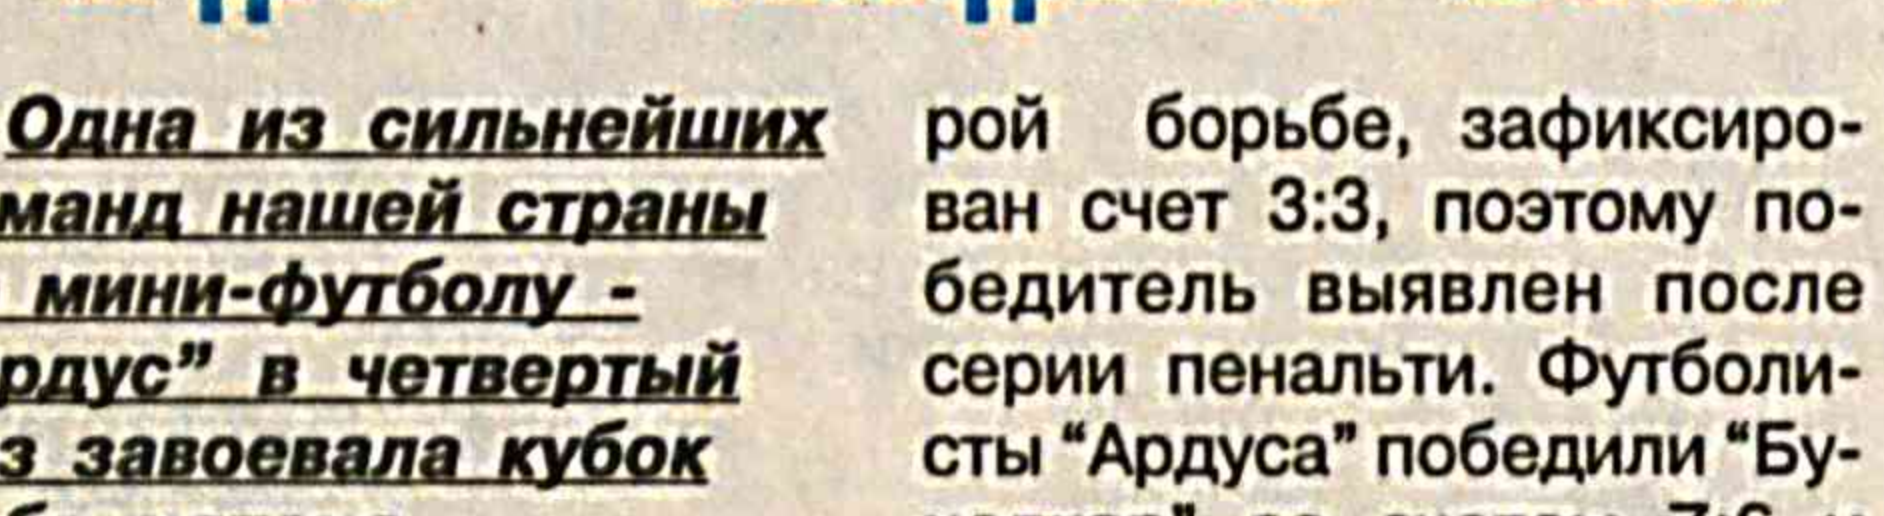 Одна из сильнейших
манд нашей страны
мини-футболу -
рдус” в четвертый
з завоевала кубок
рой борьбе, зафиксиро-
ван счет 3:3, поэтому по-
бедитель выявлен после
серии пенальти. Футболи-
сты “Ардуса” победили “Бу-